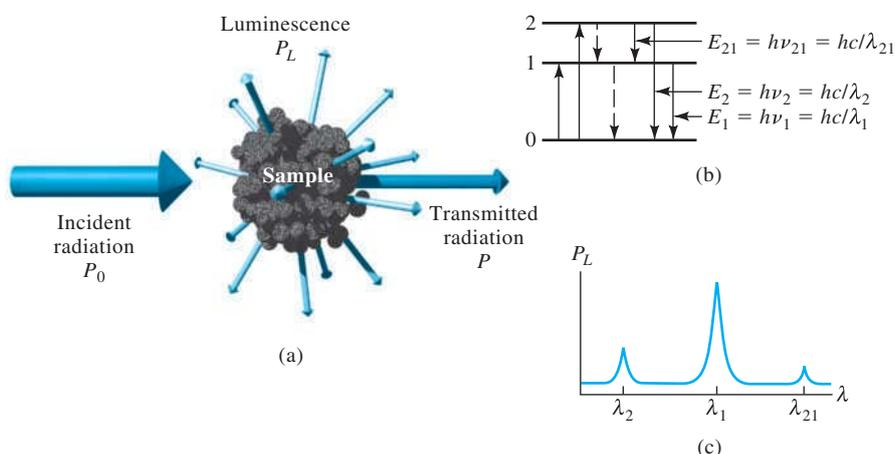 Luminescence
P_L
Sample
Incident
radiation
P_0
Transmitted
radiation
P
(a)
2
1
0
E_21 = hν_21 = hc/λ_21
E_2 = hν_2 = hc/λ_2
E_1 = hν_1 = hc/λ_1
(b)
P_L
λ_2 λ_1 λ_21 λ
(c)